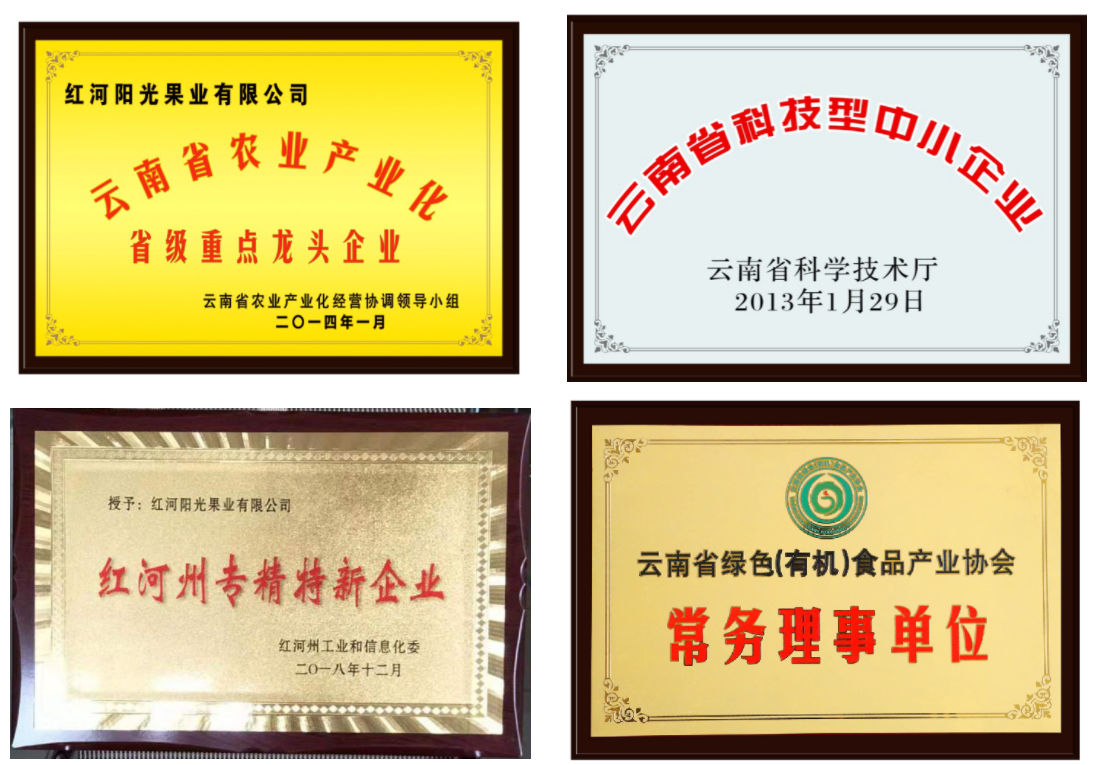 红河阳光果业有限公司
云南省农业产业化
省级重点龙头企业
云南省农业产业化经营协调领导小组
二〇一四年一月
云南省科技型中小企业
云南省科学技术厅
2013年1月29日
授予：红河阳光果业有限公司
红河州专精特新企业
红河州工业和信息化委
二〇一八年十二月
云南省绿色(有机)食品产业协会
常务理事单位